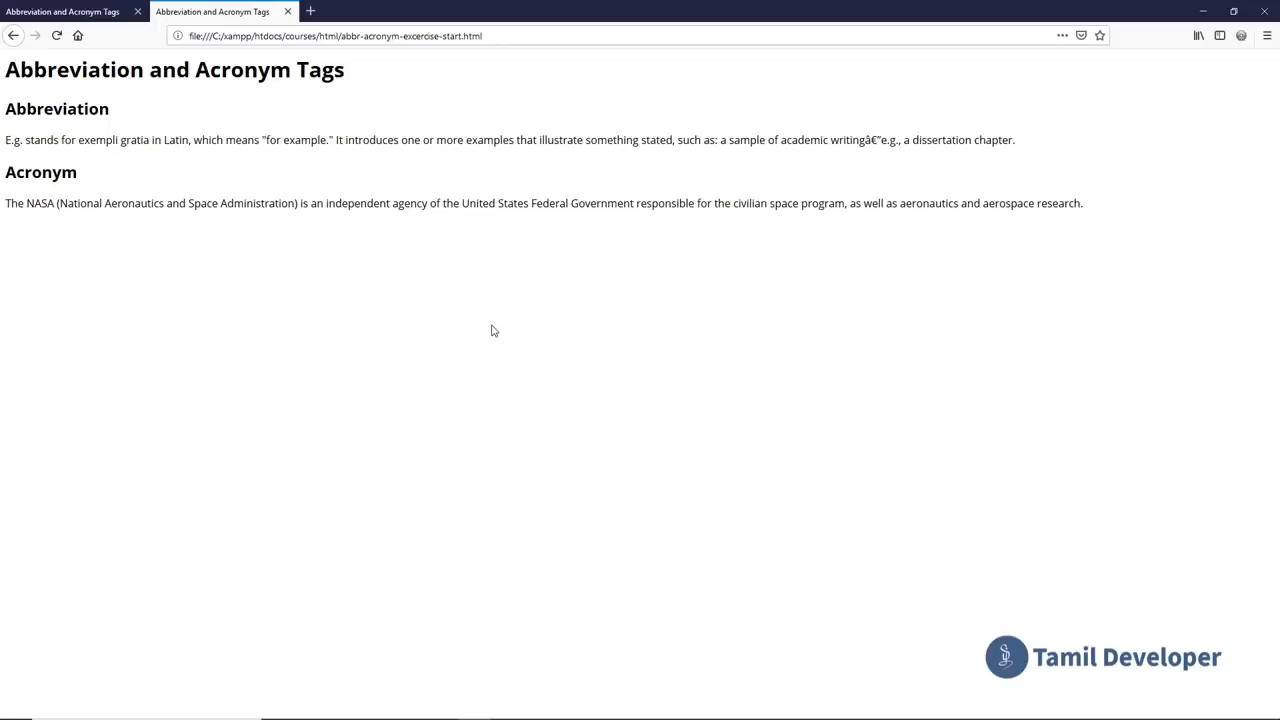 Abbreviation and Acronym Tags
Abbreviation and Acronym Tags
file:///C:/xampp/htdocs/courses/html/abbr-acronym-excercise-start.html
Abbreviation and Acronym Tags
Abbreviation
E.g. stands for exempli gratia in Latin, which means "for example." It introduces one or more examples that illustrate something stated, such as: a sample of academic writingâ€”e.g., a dissertation chapter.
Acronym
The NASA (National Aeronautics and Space Administration) is an independent agency of the United States Federal Government responsible for the civilian space program, as well as aeronautics and aerospace research.
Tamil Developer